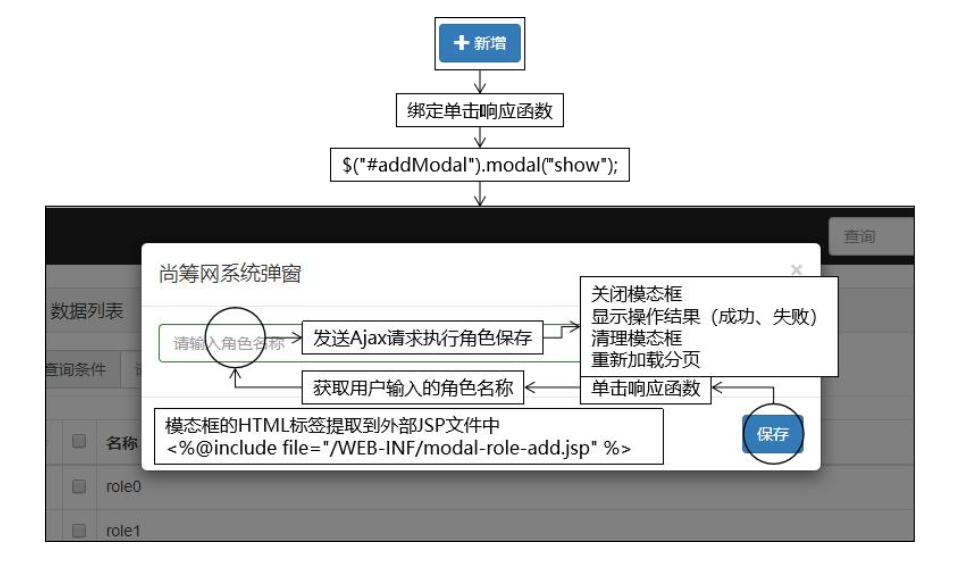 新增
绑定单击响应函数
$("#addModal").modal("show");
查询
尚筹网系统弹窗
×
关闭模态框
显示操作结果（成功、失败）
清理模态框
重新加载分页
数据列表
请输入角色名称
发送Ajax请求执行角色保存
查询条件
获取用户输入的角色名称
单击响应函数
模态框的HTML标签提取到外部JSP文件中
<%@include file="/WEB-INF/modal-role-add.jsp" %>
保存
名称
role0
role1